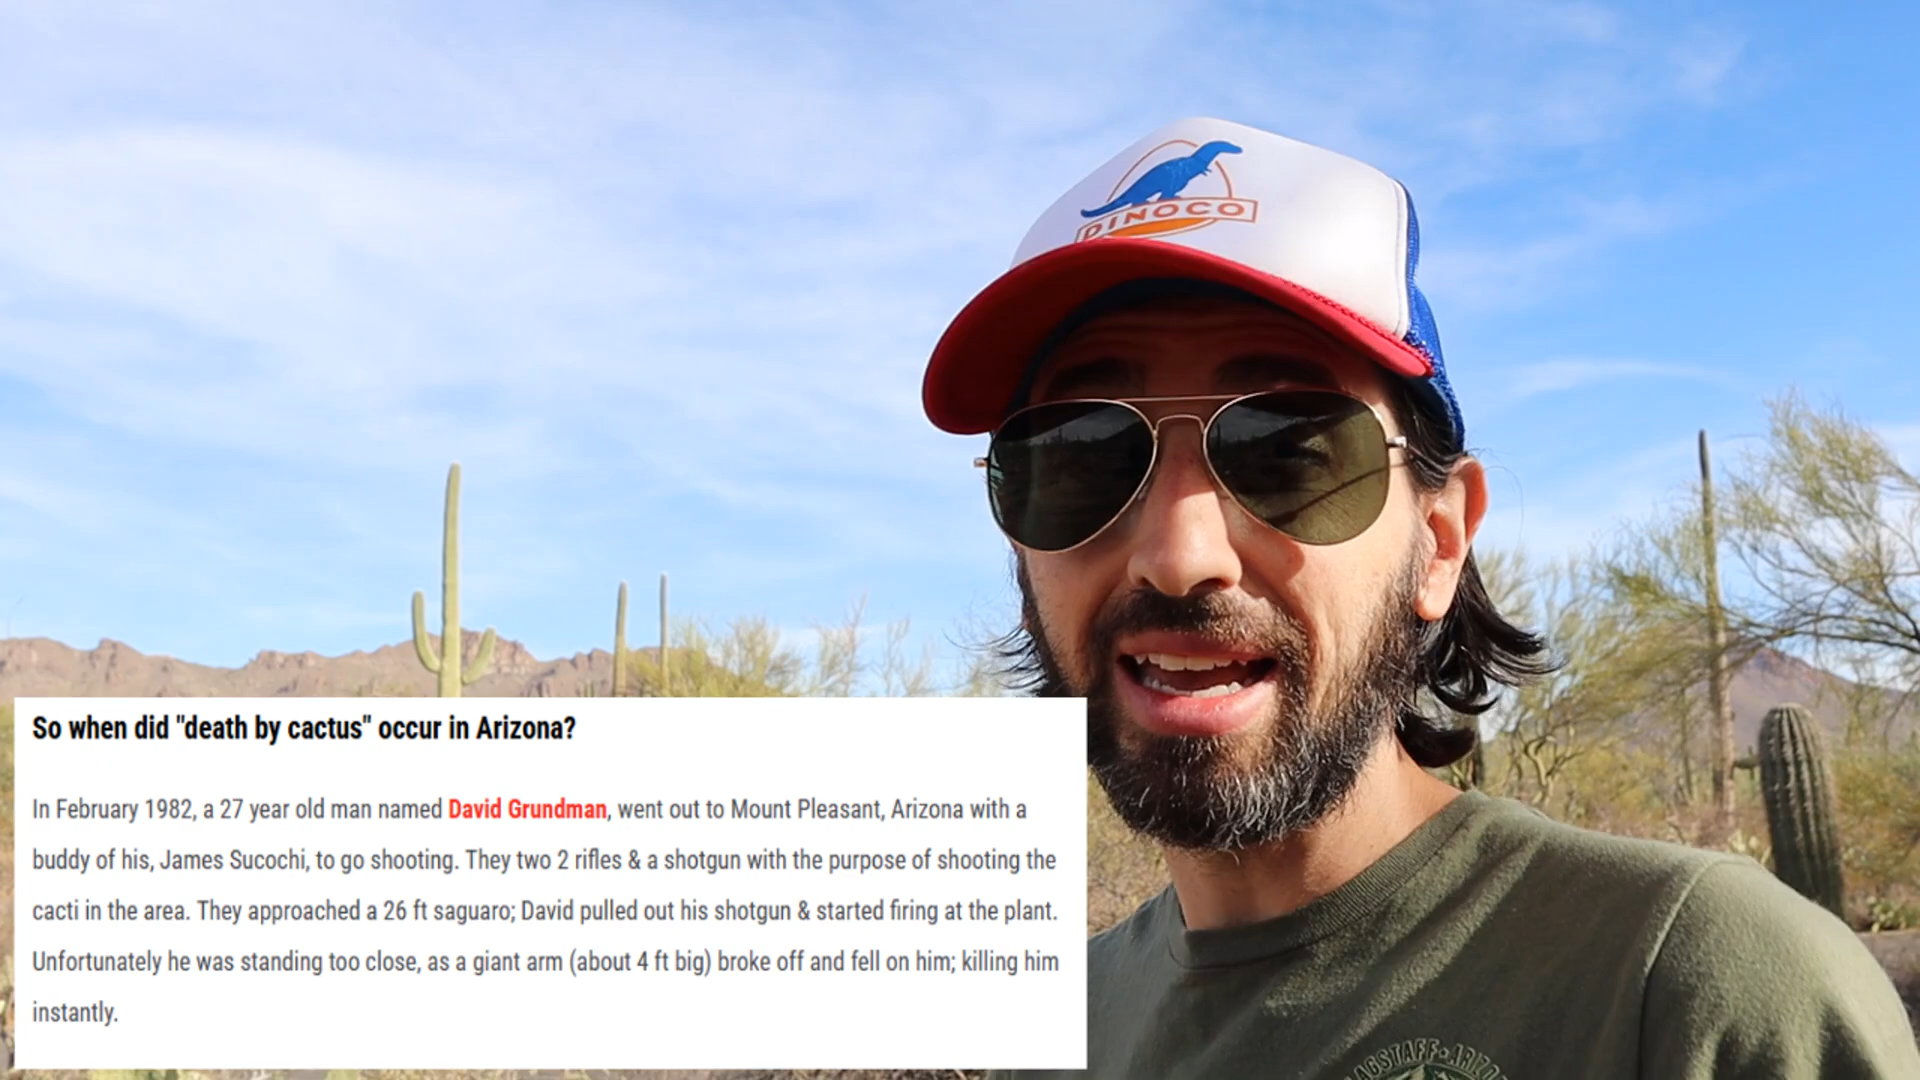 DINOCO
So when did "death by cactus" occur in Arizona?
In February 1982, a 27 year old man named David Grundman, went out to Mount Pleasant, Arizona with a
buddy of his, James Sucochi, to go shooting. They two 2 rifles & a shotgun with the purpose of shooting the
cacti in the area. They approached a 26 ft saguaro; David pulled out his shotgun & started firing at the plant.
Unfortunately he was standing too close, as a giant arm (about 4 ft big) broke off and fell on him; killing him
instantly.